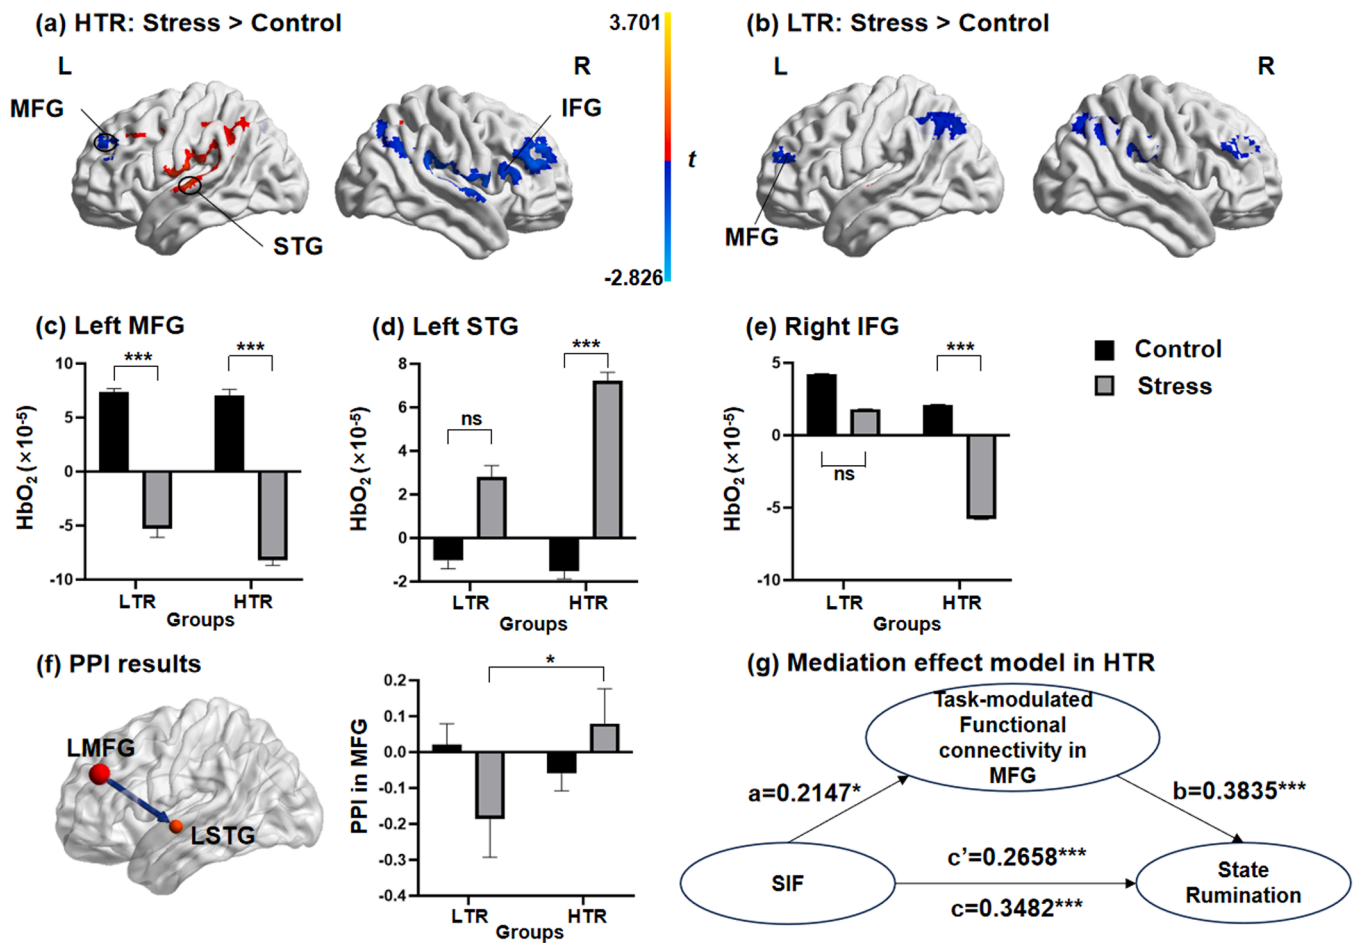 (a) HTR: Stress > Control
3.701
(b) LTR: Stress > Control
L
R
L
R
MFG
IFG
t
STG
MFG
-2.826
(c) Left MFG
(d) Left STG
(e) Right IFG
Control
Stress
HbO2 (×10-5)
10
5
0
-5
-10
***
***
LTR
HTR
Groups
HbO2 (×10-5)
8
6
4
2
0
-2
ns
***
LTR
HTR
Groups
HbO2 (×10-5)
5
0
-5
-10
ns
***
LTR
HTR
Groups
(f) PPI results
LMFG
LSTG
PPI in MFG
0.2
0.1
0.0
-0.1
-0.2
-0.3
-0.4
*
LTR
HTR
Groups
(g) Mediation effect model in HTR
Task-modulated
Functional
connectivity in
MFG
a=0.2147*
b=0.3835***
c'=0.2658***
SIF
State
Rumination
c=0.3482***